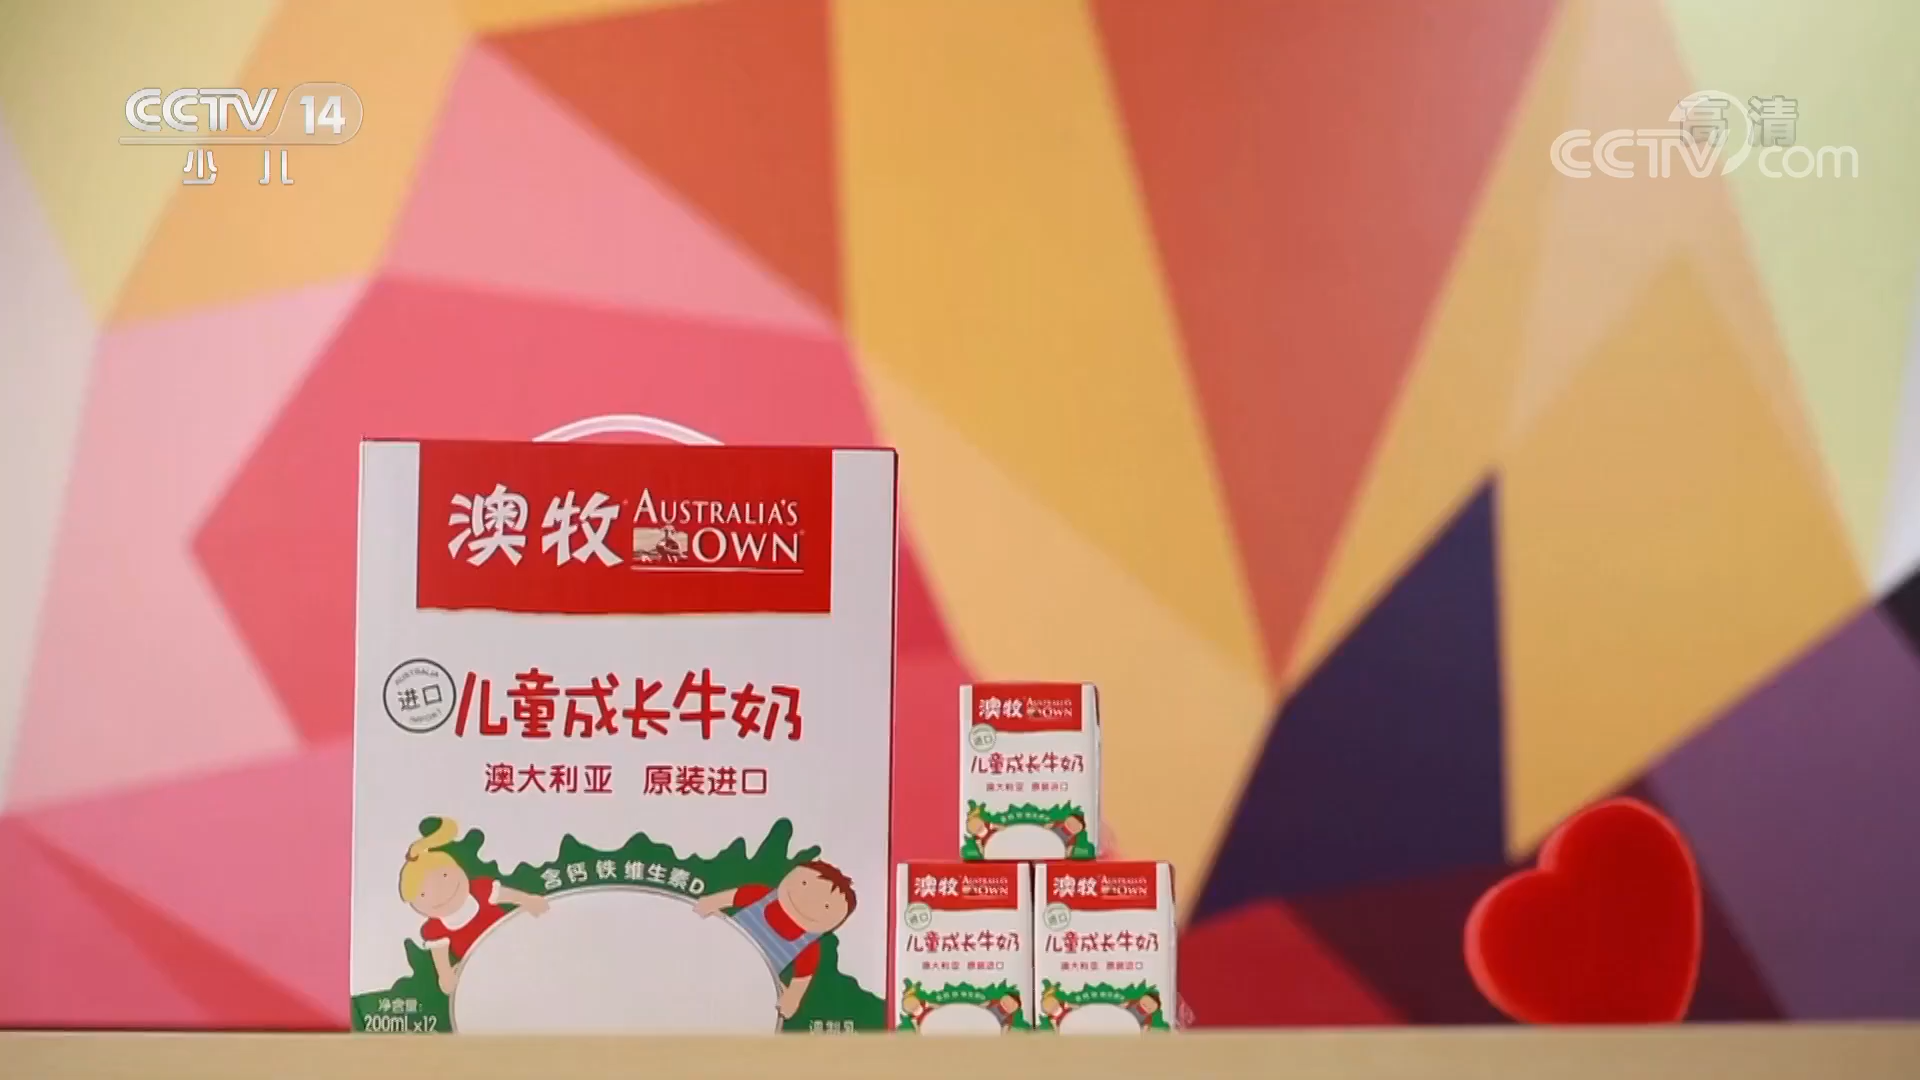 CCTV 14
少儿
高清
CCTV.com
澳牧 AUSTRALIA'S OWN
AUSTRALIA
进口
IMPORT
儿童成长牛奶
澳大利亚 原装进口
含钙铁维生素D
净含量:
200mL×12
调制乳
澳牧 AUSTRALIA'S OWN
进口
儿童成长牛奶
澳大利亚 原装进口
澳牧 AUSTRALIA'S OWN
进口
儿童成长牛奶
澳大利亚 原装进口
澳牧 AUSTRALIA'S OWN
进口
儿童成长牛奶
澳大利亚 原装进口